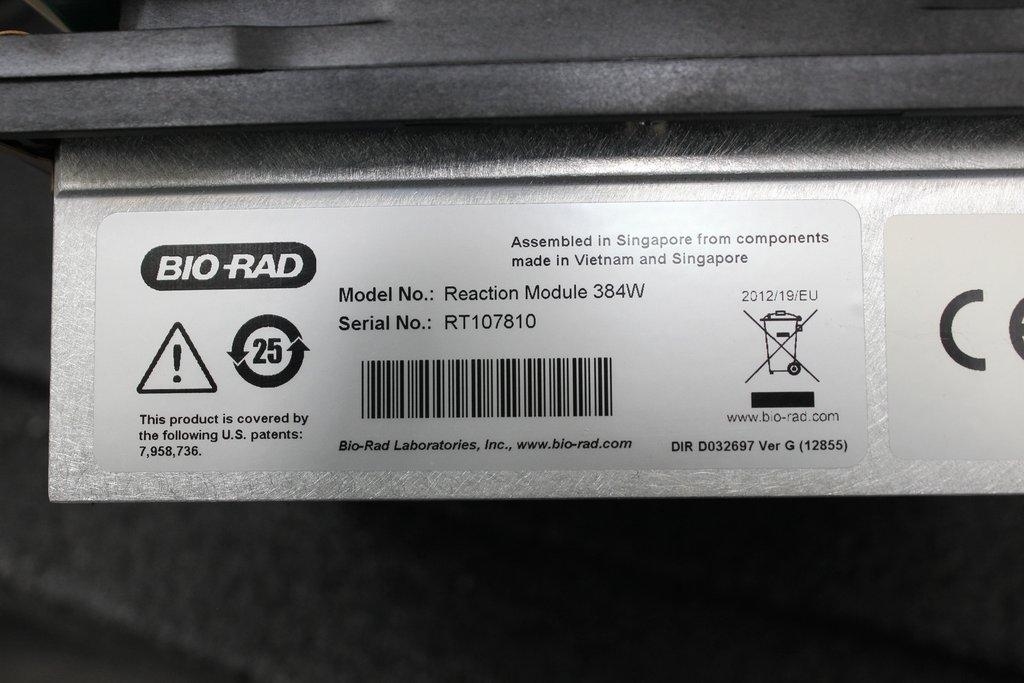 BIO-RAD
Assembled in Singapore from components
made in Vietnam and Singapore
Model No.: Reaction Module 384W
Serial No.: RT107810
2012/19/EU
25
This product is covered by
the following U.S. patents:
7,958,736.
Bio-Rad Laboratories, Inc., www.bio-rad.com
www.bio-rad.com
DIR D032697 Ver G (12855)
CE